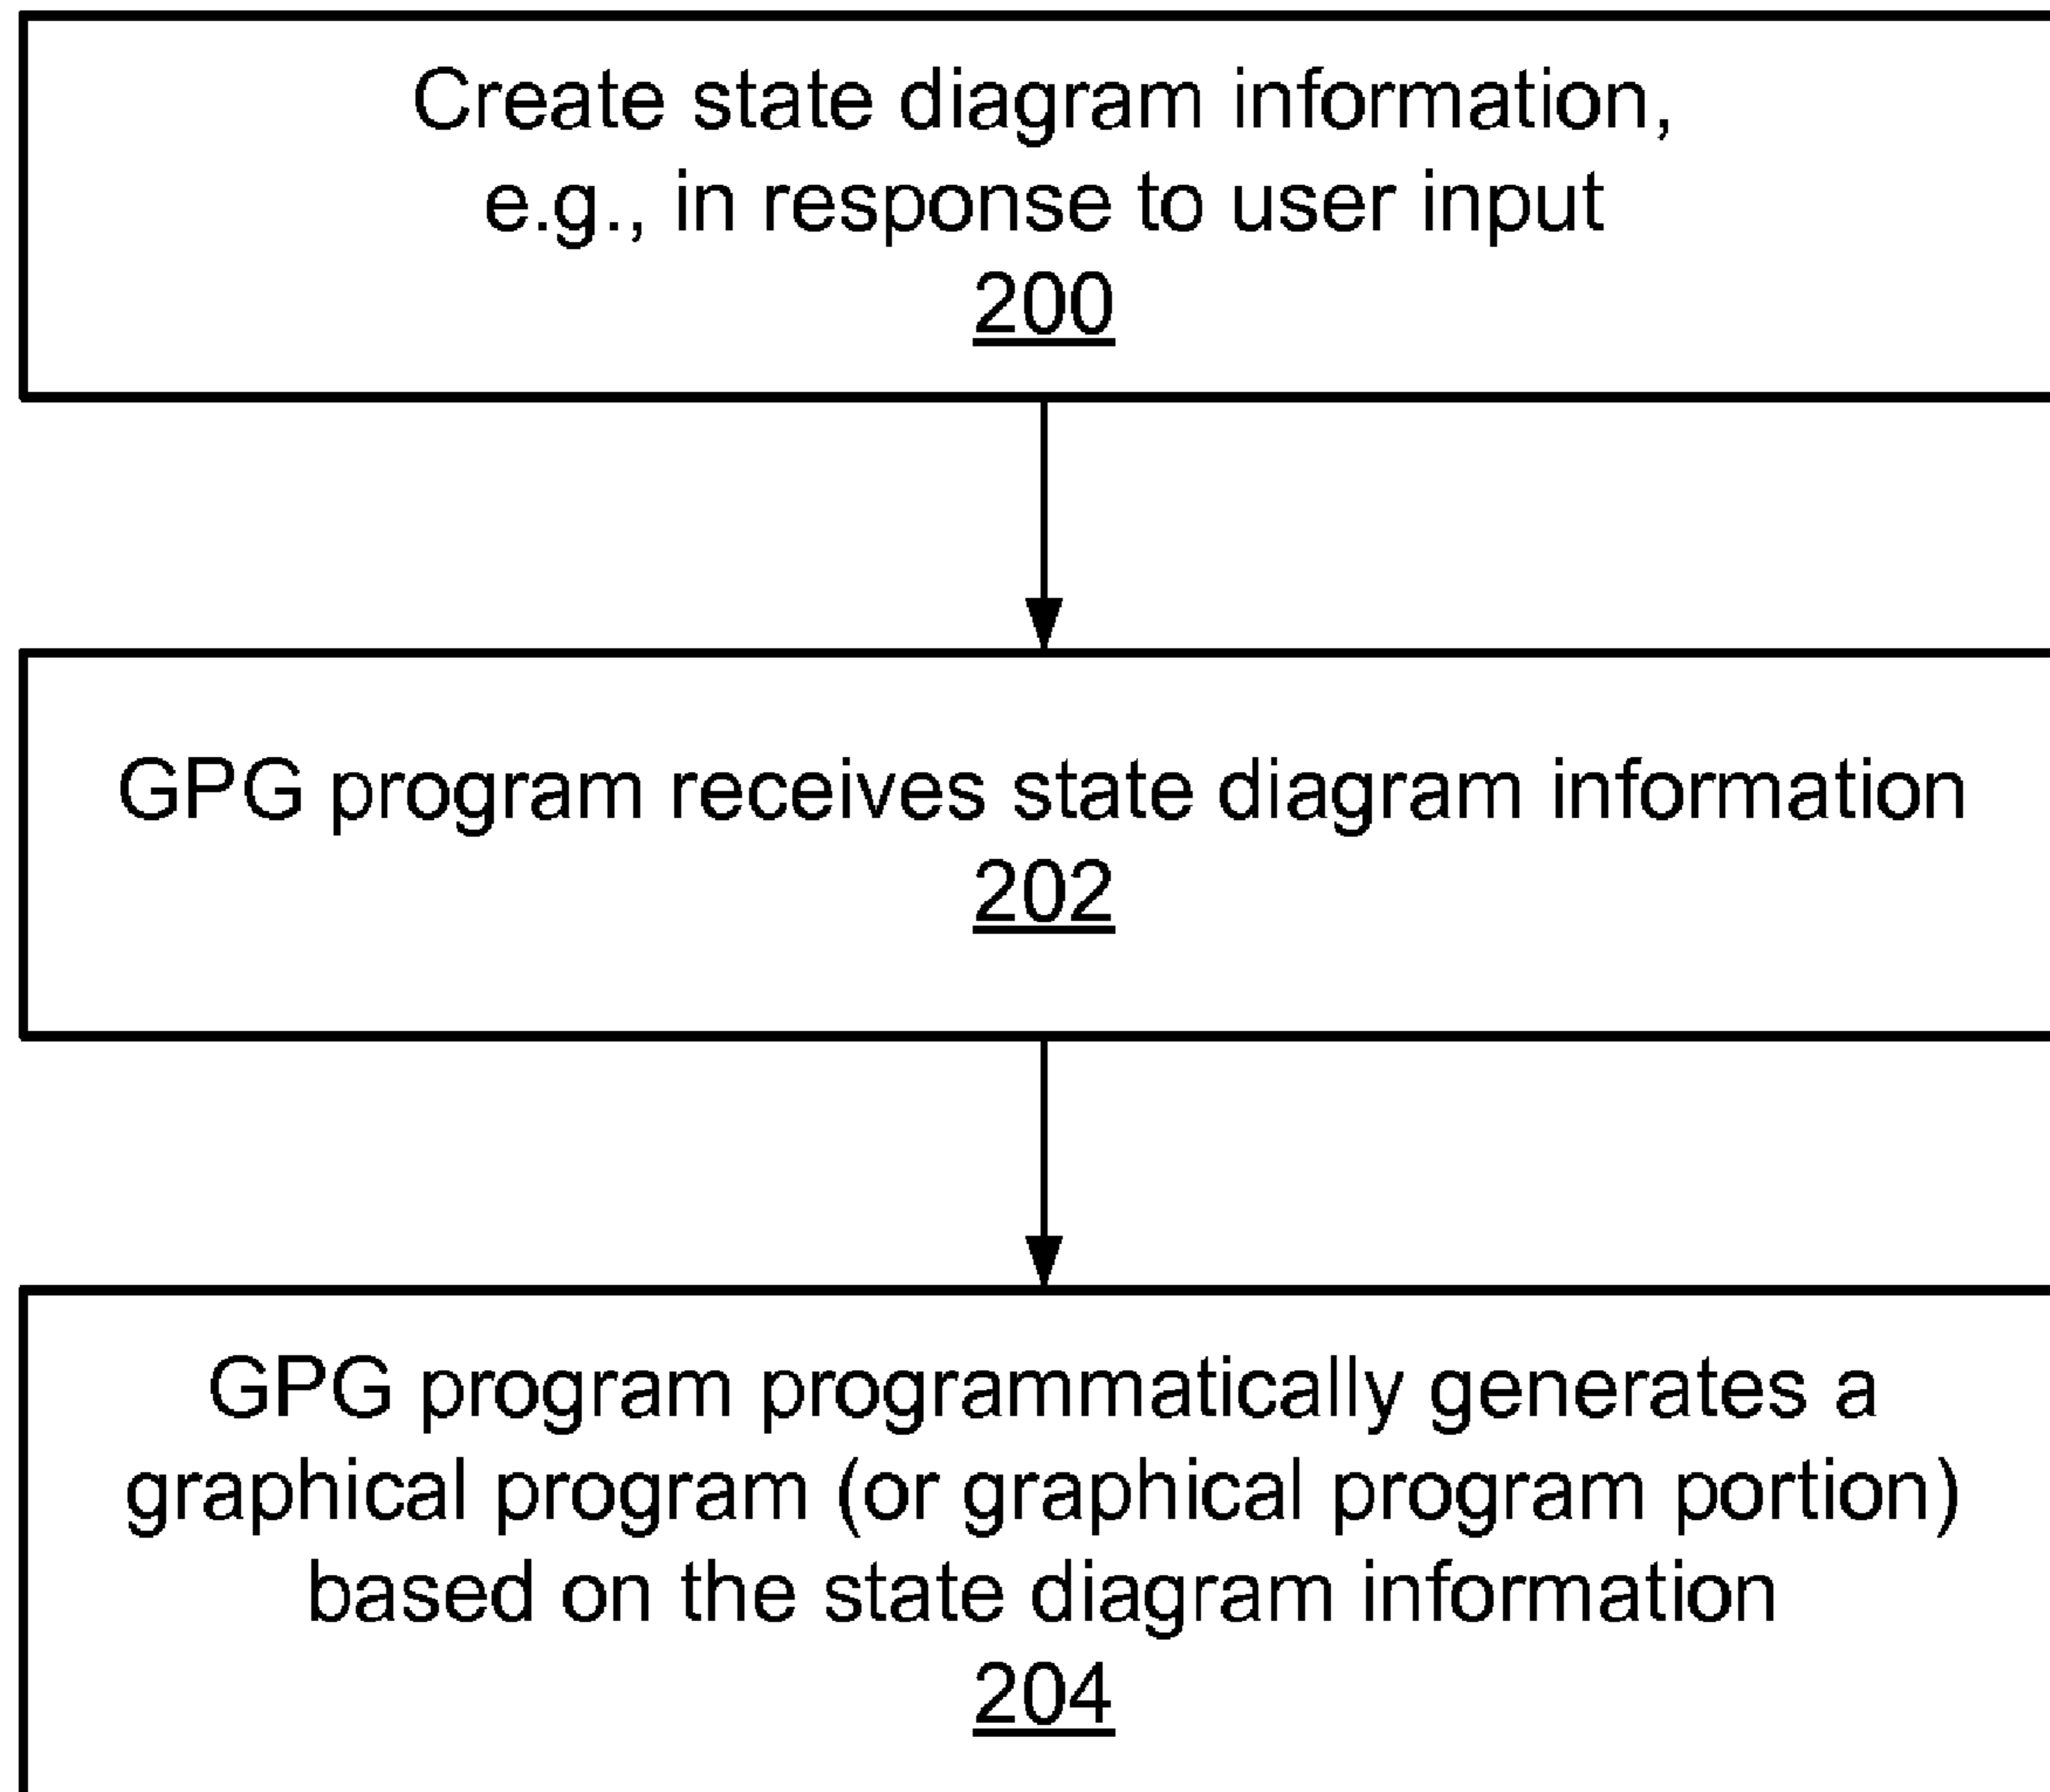 Create state diagram information,
e.g., in response to user input
200
GPG program receives state diagram information
202
GPG program programmatically generates a
graphical program (or graphical program portion)
based on the state diagram information
204